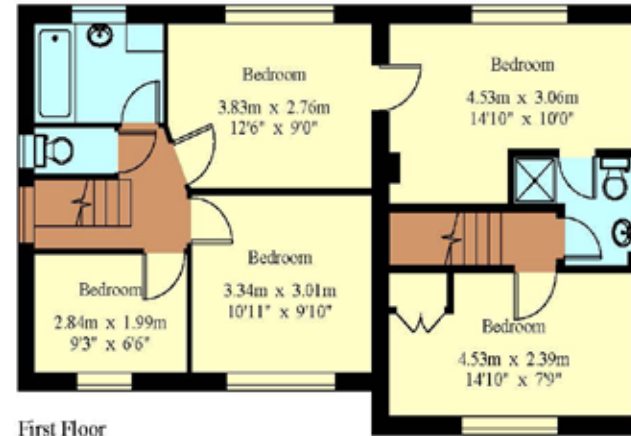 Bedroom
3.83m x 2.76m
12'6" x 9'0"
Bedroom
4.53m x 3.06m
14'10" x 10'0"
Bedroom
3.34m x 3.01m
10'11" x 9'10"
Bedroom
2.84m x 1.99m
9'3" x 6'6"
Bedroom
4.53m x 2.39m
14'10" x 7'9"
First Floor